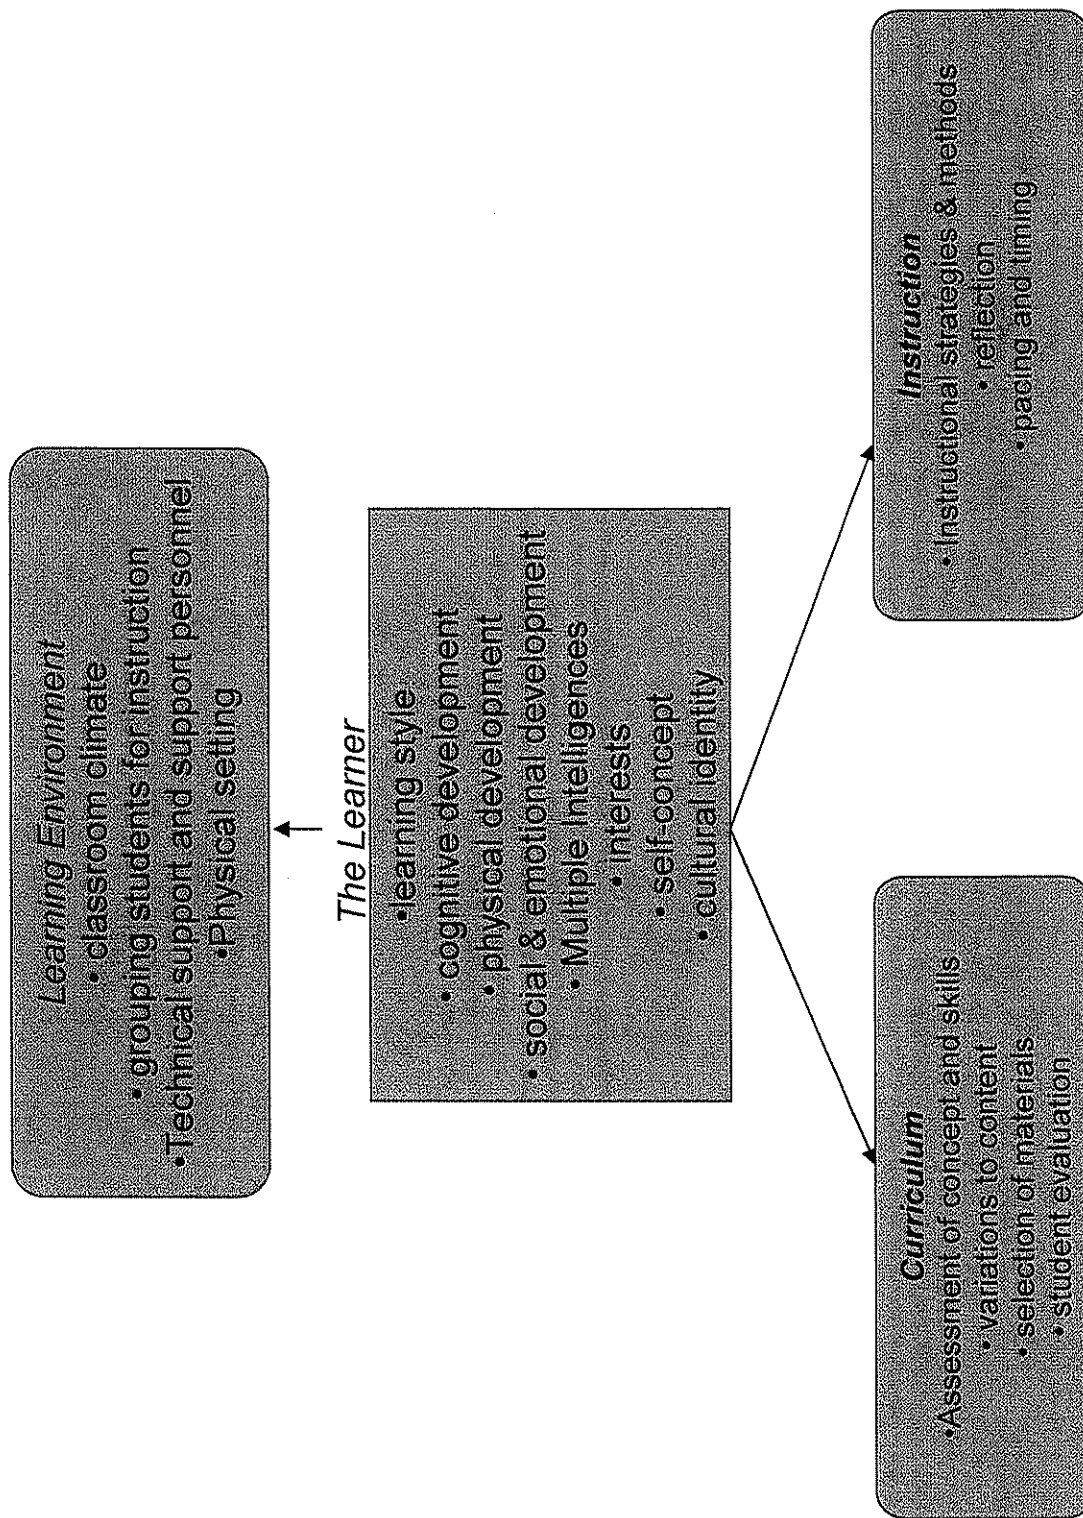 Learning Environment
• classroom climate
• grouping students for instruction
•Technical support and support personnel
•Physical setting
The Learner
•learning style
• cognitive development
• physical development
• social & emotional development
• Multiple Intelligences
• interests
• self-concept
• cultural identity
Curriculum
•Assessment of concept and skills
• variations to content
• selection of materials
• student evaluation
Instruction
• Instructional strategies & methods
• reflection
• pacing and timing